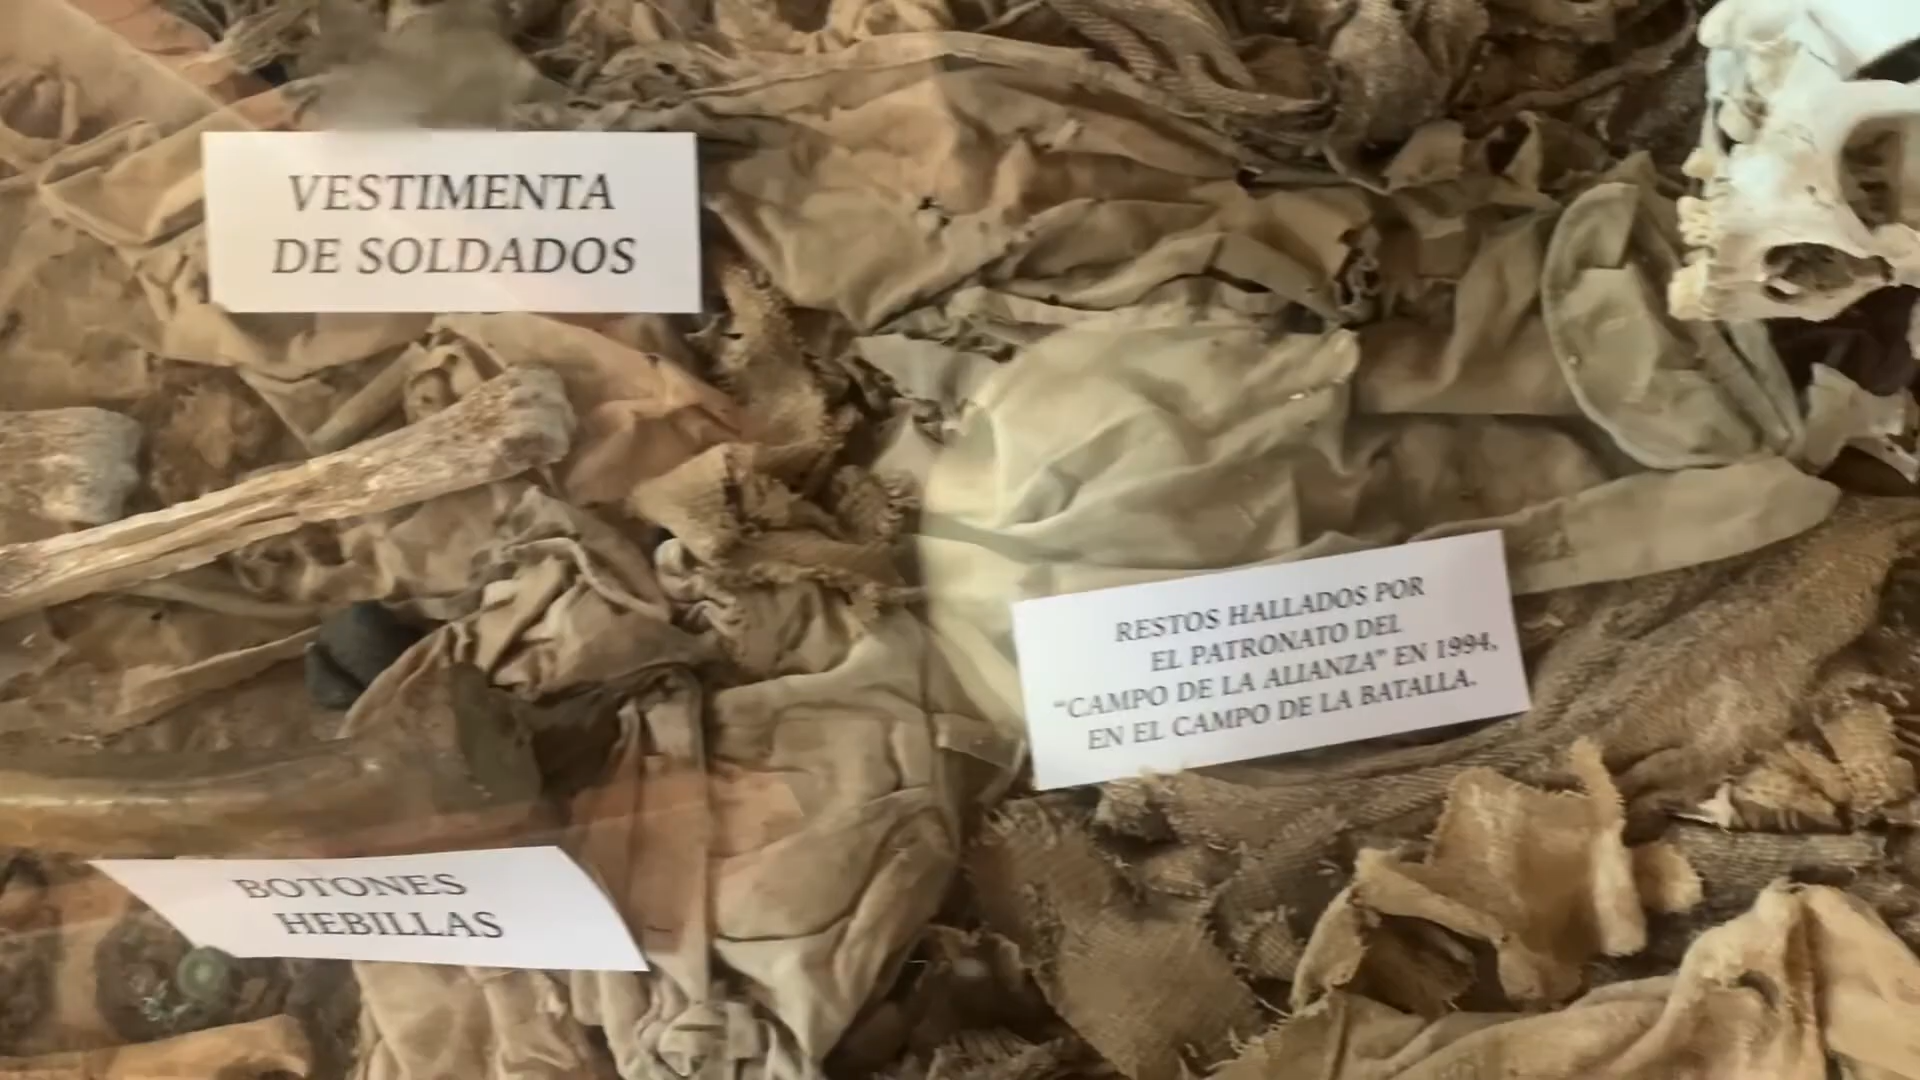 VESTIMENTA
DE SOLDADOS
RESTOS HALLADOS POR
EL PATRONATO DEL
“CAMPO DE LA ALIANZA” EN 1994,
EN EL CAMPO DE LA BATALLA.
BOTONES
HEBILLAS